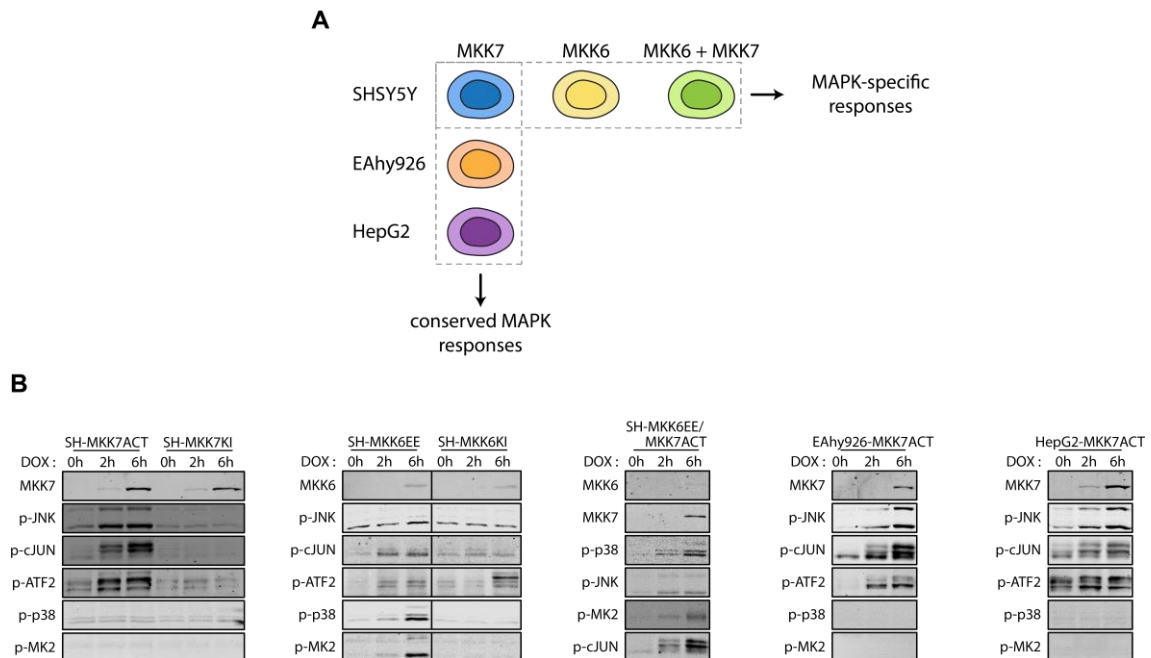 A
MKK7 MKK6 MKK6 + MKK7
SHSY5Y
MAPK-specific
responses
EAhy926
HepG2
conserved MAPK
responses
B
SH-MKK7ACT SH-MKK7KI
DOX : 0h 2h 6h 0h 2h 6h
MKK7
p-JNK
p-cJUN
p-ATF2
p-p38
p-MK2
SH-MKK6EE SH-MKK6KI
DOX : 0h 2h 6h 0h 2h 6h
MKK6
p-JNK
p-cJUN
p-ATF2
p-p38
p-MK2
SH-MKK6EE/
MKK7ACT
DOX : 0h 2h 6h
MKK6
MKK7
p-p38
p-JNK
p-MK2
p-cJUN
EAhy926-MKK7ACT
DOX : 0h 2h 6h
MKK7
p-JNK
p-cJUN
p-ATF2
p-p38
p-MK2
HepG2-MKK7ACT
DOX : 0h 2h 6h
MKK7
p-JNK
p-cJUN
p-ATF2
p-p38
p-MK2